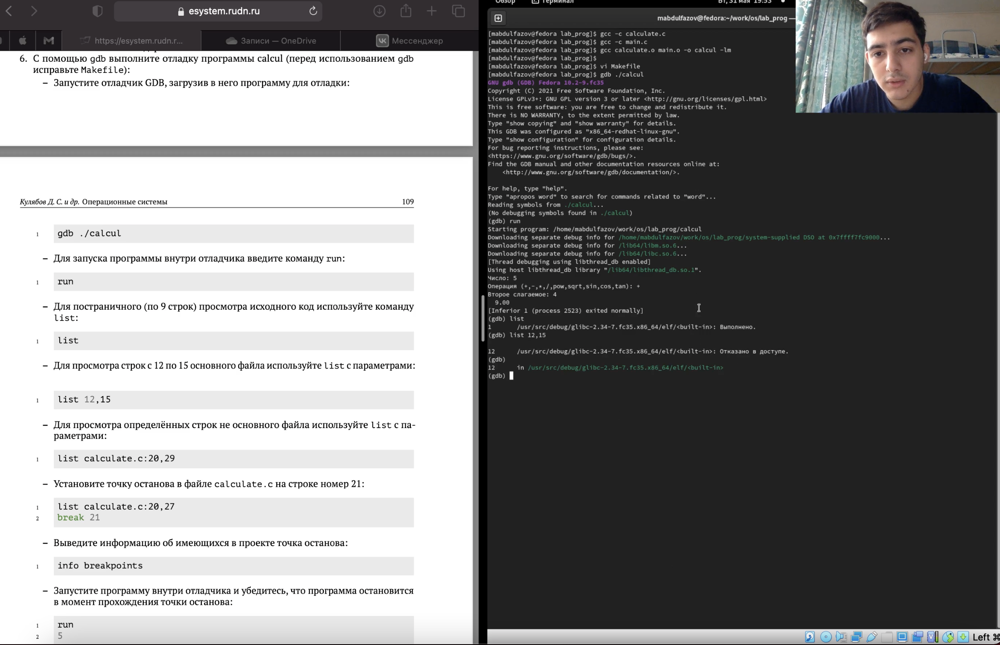 esystem.rudn.ru
https://esystem.rudn.r...
Записи — OneDrive
Мессенджер
6. С помощью gdb выполните отладку программы calcul (перед использованием gdb
исправьте Makefile):
– Запустите отладчик GDB, загрузив в него программу для отладки:
Кулябов Д. С. и др. Операционные системы 109
1 gdb ./calcul
– Для запуска программы внутри отладчика введите команду run:
1 run
– Для постраничного (по 9 строк) просмотра исходного код используйте команду
list:
1 list
– Для просмотра строк с 12 по 15 основного файла используйте list с параметрами:
1 list 12,15
– Для просмотра определённых строк не основного файла используйте list с па-
раметрами:
1 list calculate.c:20,29
– Установите точку останова в файле calculate.c на строке номер 21:
1 list calculate.c:20,27
2 break 21
– Выведите информацию об имеющихся в проекте точка останова:
1 info breakpoints
– Запустите программу внутри отладчика и убедитесь, что программа остановится
в момент прохождения точки останова:
1 run
2 5
Обзор Терминал Вт, 31 мая 19:53
mabdulfazov@fedora:~/work/os/lab_prog —
[mabdulfazov@fedora lab_prog]$ gcc -c calculate.c
[mabdulfazov@fedora lab_prog]$ gcc -c main.c
[mabdulfazov@fedora lab_prog]$ gcc calculate.o main.o -o calcul -lm
[mabdulfazov@fedora lab_prog]$
[mabdulfazov@fedora lab_prog]$ vi Makefile
[mabdulfazov@fedora lab_prog]$ gdb ./calcul
GNU gdb (GDB) Fedora 10.2-9.fc35
Copyright (C) 2021 Free Software Foundation, Inc.
License GPLv3+: GNU GPL version 3 or later <http://gnu.org/licenses/gpl.html>
This is free software: you are free to change and redistribute it.
There is NO WARRANTY, to the extent permitted by law.
Type "show copying" and "show warranty" for details.
This GDB was configured as "x86_64-redhat-linux-gnu".
Type "show configuration" for configuration details.
For bug reporting instructions, please see:
<https://www.gnu.org/software/gdb/bugs/>.
Find the GDB manual and other documentation resources online at:
<http://www.gnu.org/software/gdb/documentation/>.
For help, type "help".
Type "apropos word" to search for commands related to "word"...
Reading symbols from ./calcul...
(No debugging symbols found in ./calcul)
(gdb) run
Starting program: /home/mabdulfazov/work/os/lab_prog/calcul
Downloading separate debug info for /home/mabdulfazov/work/os/lab_prog/system-supplied DSO at 0x7ffff7fc9000...
Downloading separate debug info for /lib64/libm.so.6...
Downloading separate debug info for /lib64/libc.so.6...
[Thread debugging using libthread_db enabled]
Using host libthread_db library "/lib64/libthread_db.so.1".
Число: 5
Операция (+,-,*,/,pow,sqrt,sin,cos,tan): +
Второе слагаемое: 4
9.00
[Inferior 1 (process 2523) exited normally]
(gdb) list
1 /usr/src/debug/glibc-2.34-7.fc35.x86_64/elf/<built-in>: Выполнено.
(gdb) list 12,15
12 /usr/src/debug/glibc-2.34-7.fc35.x86_64/elf/<built-in>: Отказано в доступе.
(gdb)
12 in /usr/src/debug/glibc-2.34-7.fc35.x86_64/elf/<built-in>
(gdb)
Left ⌘